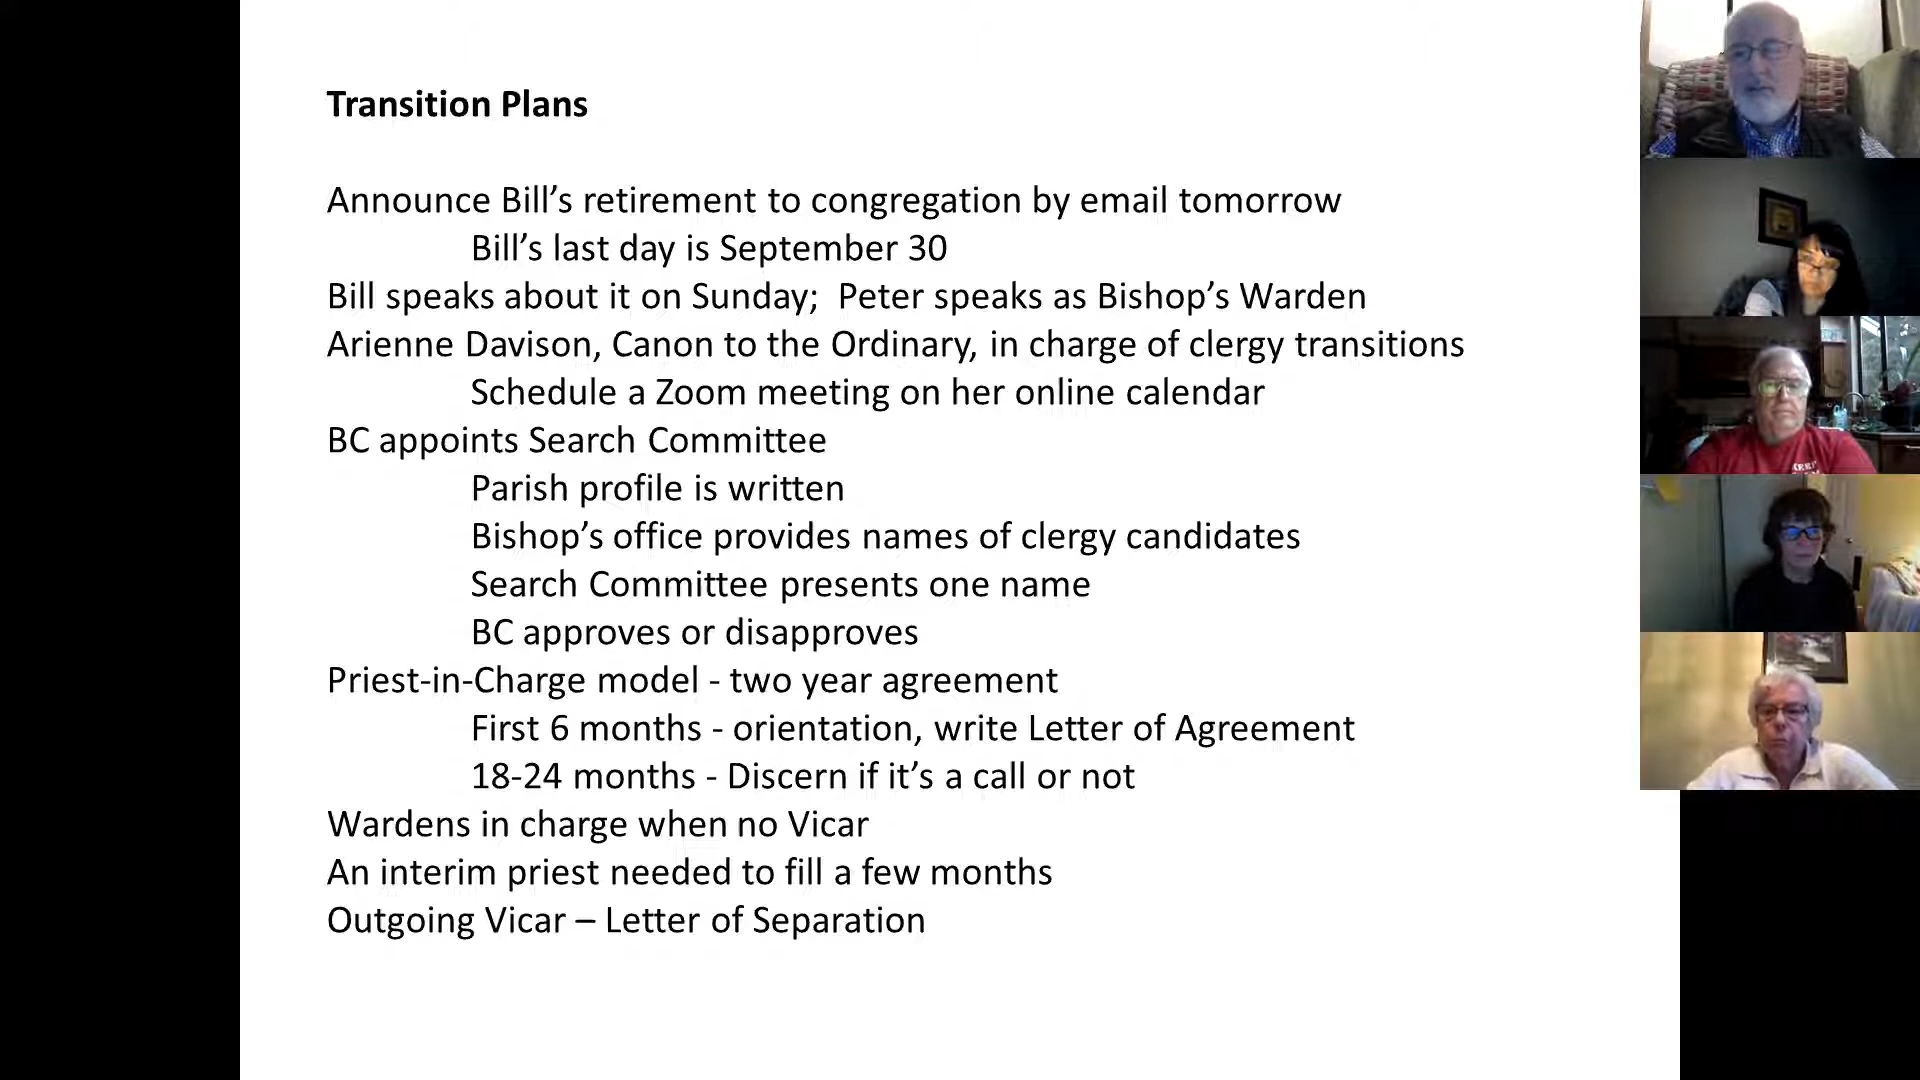 Transition Plans
Announce Bill’s retirement to congregation by email tomorrow
Bill’s last day is September 30
Bill speaks about it on Sunday;  Peter speaks as Bishop’s Warden
Arienne Davison, Canon to the Ordinary, in charge of clergy transitions
Schedule a Zoom meeting on her online calendar
BC appoints Search Committee
Parish profile is written
Bishop’s office provides names of clergy candidates
Search Committee presents one name
BC approves or disapproves
Priest-in-Charge model - two year agreement
First 6 months - orientation, write Letter of Agreement
18-24 months - Discern if it’s a call or not
Wardens in charge when no Vicar
An interim priest needed to fill a few months
Outgoing Vicar – Letter of Separation